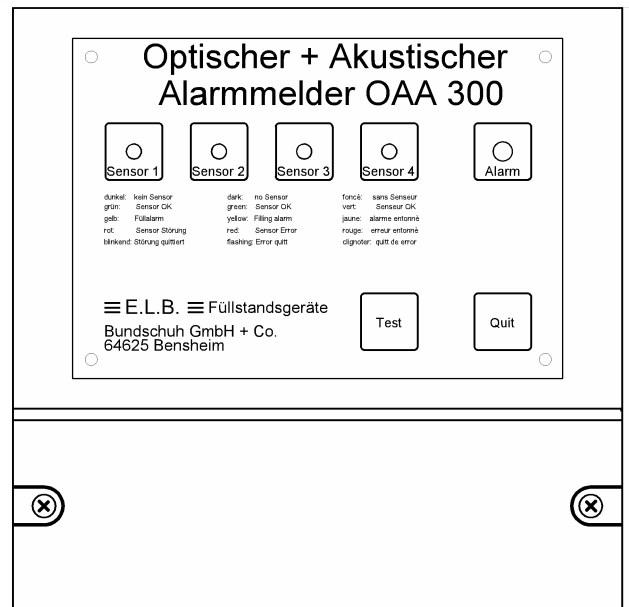 Optischer + Akustischer
Alarmmelder OAA 300
Sensor 1 Sensor 2 Sensor 3 Sensor 4 Alarm
dunkel: kein Sensor dark: no Sensor foncé: sans Senseur
grün: Sensor OK green: Sensor OK vert: Senseur OK
gelb: Füllalarm yellow: Filling alarm jaune: alarme entonnè
rot: Sensor Störung red: Sensor Error rouge: erreur entonnè
blinkend: Störung quittiert flashing: Error quitt clignoter: quitt de error
E.L.B. Füllstandsgeräte
Bundschuh GmbH + Co.
64625 Bensheim
Test Quit